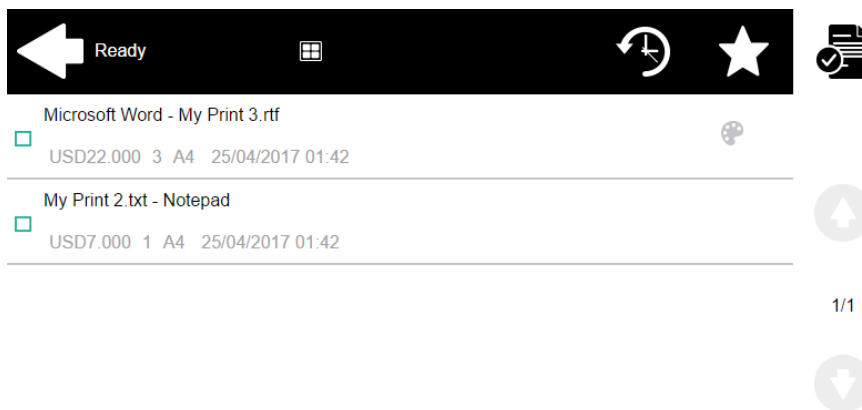 Ready
Microsoft Word - My Print 3.rtf
USD22.000 3 A4 25/04/2017 01:42
My Print 2.txt - Notepad
USD7.000 1 A4 25/04/2017 01:42
1/1